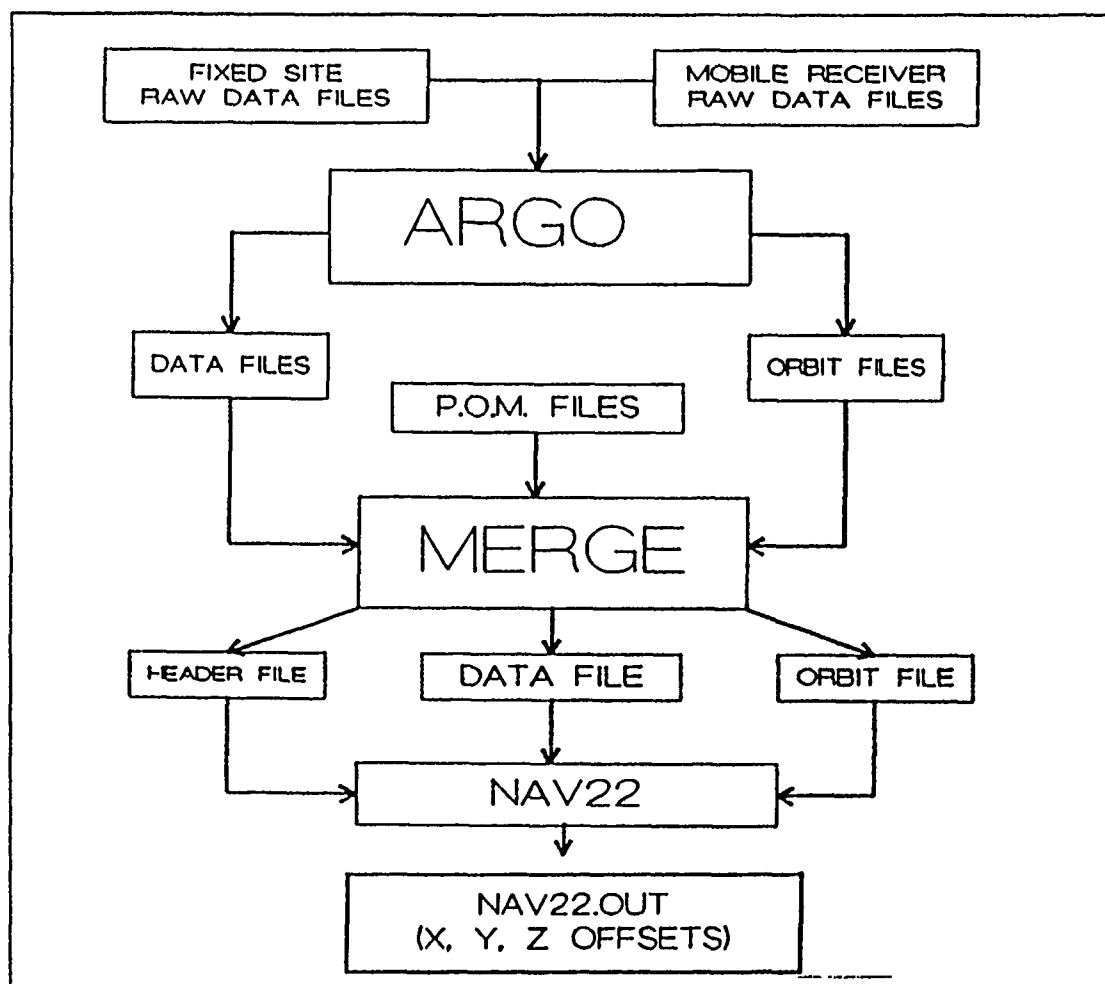 FIXED SITE
RAW DATA FILES
MOBILE RECEIVER
RAW DATA FILES
ARGO
DATA FILES
ORBIT FILES
P.O.M. FILES
MERGE
HEADER FILE
DATA FILE
ORBIT FILE
NAV22
NAV22.OUT
(X, Y, Z OFFSETS)